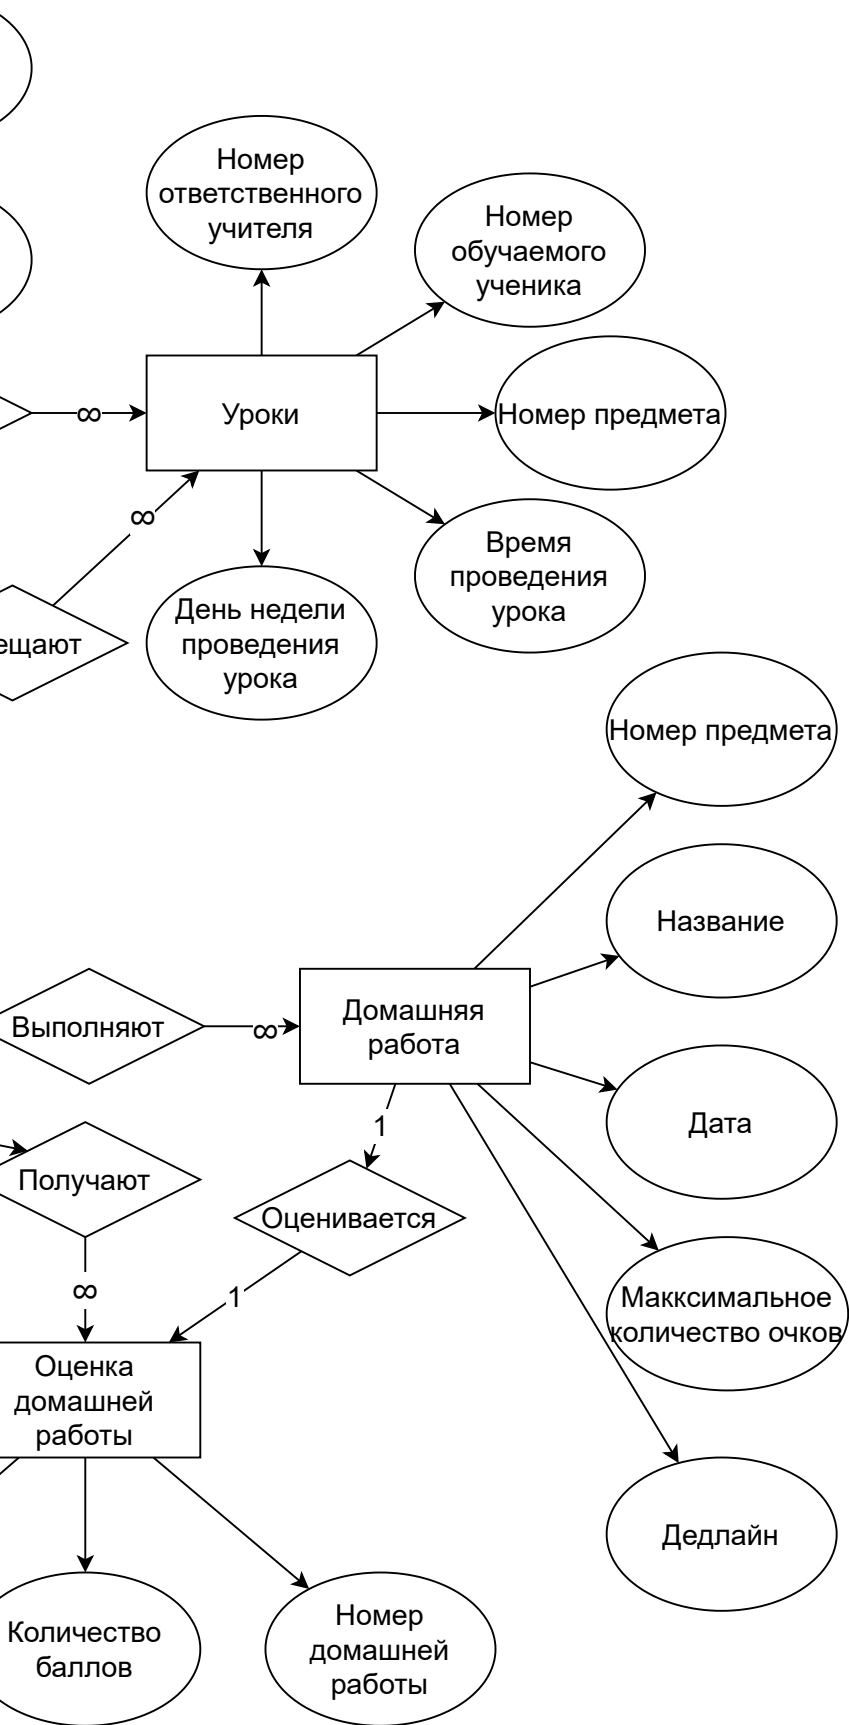 Номер
ответственного
учителя
Номер
обучаемого
ученика
∞
Уроки
Номер предмета
∞
Время
проведения
урока
День недели
проведения
урока
ещают
Номер предмета
Название
Выполняют
∞
Домашняя
работа
Дата
1
Получают
Оценивается
∞
1
Макксимальное
количество очков
Оценка
домашней
работы
Дедлайн
Количество
баллов
Номер
домашней
работы